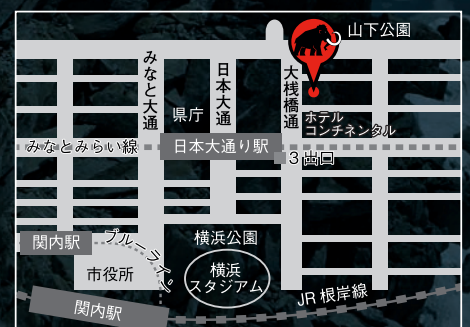 山下公園
みなと大通
日本大通
大桟橋通
県庁
ホテル
コンチネンタル
みなとみらい線
日本大通り駅
3出口
関内駅
ブルーライン
横浜公園
市役所
横浜
スタジアム
関内駅
JR 根岸線